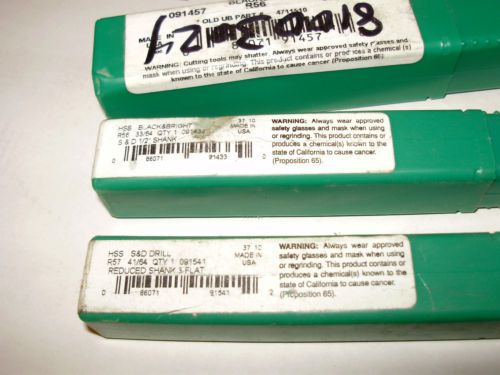 091457
R56
* OLD UB PART # 4711510
MADE IN
USA
86071 91457
WARNING: Cutting tools may shatter. Always wear approved safety glasses and
mask when using or regrinding. This product contains or produces a chemical(s)
known to the state of California to cause cancer (Proposition 65).
HSS BLACK&BRIGHT
R56 33/64 QTY 1 091433
S & D 1/2" SHANK
37 10
MADE IN
USA
0 86071 91433 0
WARNING: Always wear approved
safety glasses and mask when using
or regrinding. This product contains or
produces a chemical(s) known to the
state of California to cause cancer.
(Proposition 65)
HSS S&D DRILL
R57 41/64 QTY 1 091541
REDUCED SHANK 3-FLAT
37 10
MADE IN
USA
0 86071 91541 2
WARNING: Always wear approved
safety glasses and mask when using
or regrinding. This product contains or
produces a chemical(s) known to the
state of California to cause cancer.
(Proposition 65)